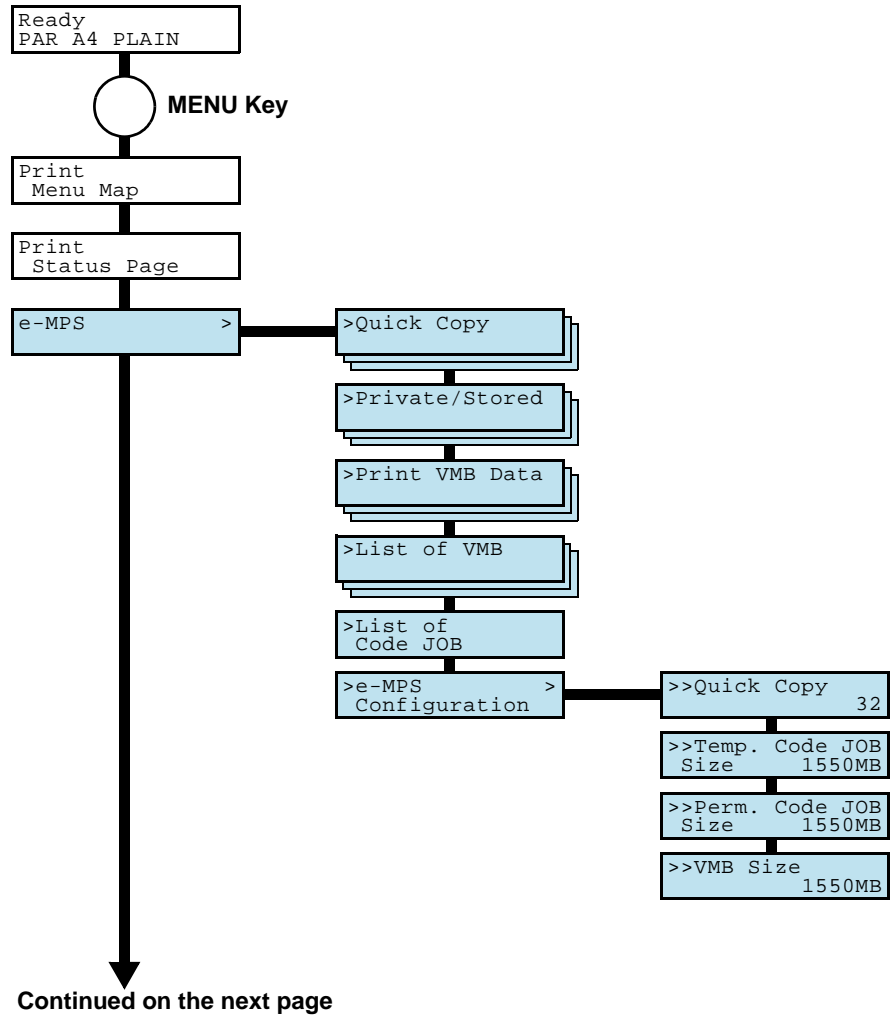 Ready
PAR A4 PLAIN
MENU Key
Print
Menu Map
Print
Status Page
e-MPS >
>Quick Copy
>Private/Stored
>Print VMB Data
>List of VMB
>List of
Code JOB
>e-MPS >
Configuration
>>Quick Copy
32
>>Temp. Code JOB
Size 1550MB
>>Perm. Code JOB
Size 1550MB
>>VMB Size
1550MB
Continued on the next page